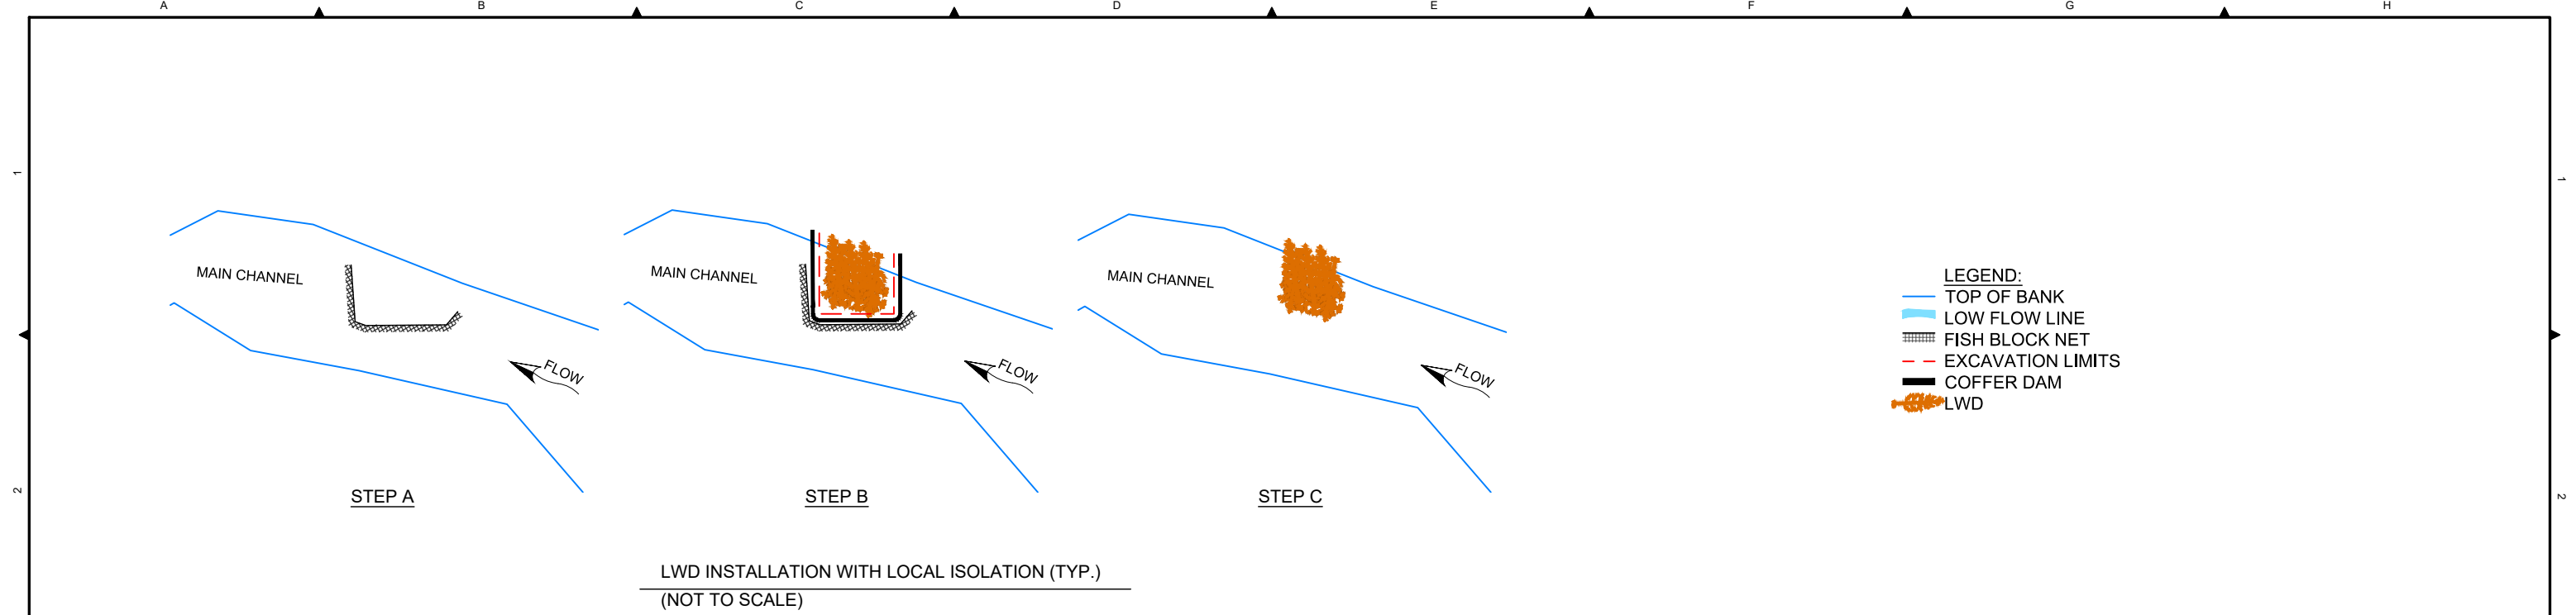 A B C D E F G H
1 1
MAIN CHANNEL MAIN CHANNEL MAIN CHANNEL
FLOW FLOW FLOW
LEGEND:
TOP OF BANK
LOW FLOW LINE
FISH BLOCK NET
EXCAVATION LIMITS
COFFER DAM
LWD
2 2
STEP A STEP B STEP C
LWD INSTALLATION WITH LOCAL ISOLATION (TYP.)
(NOT TO SCALE)